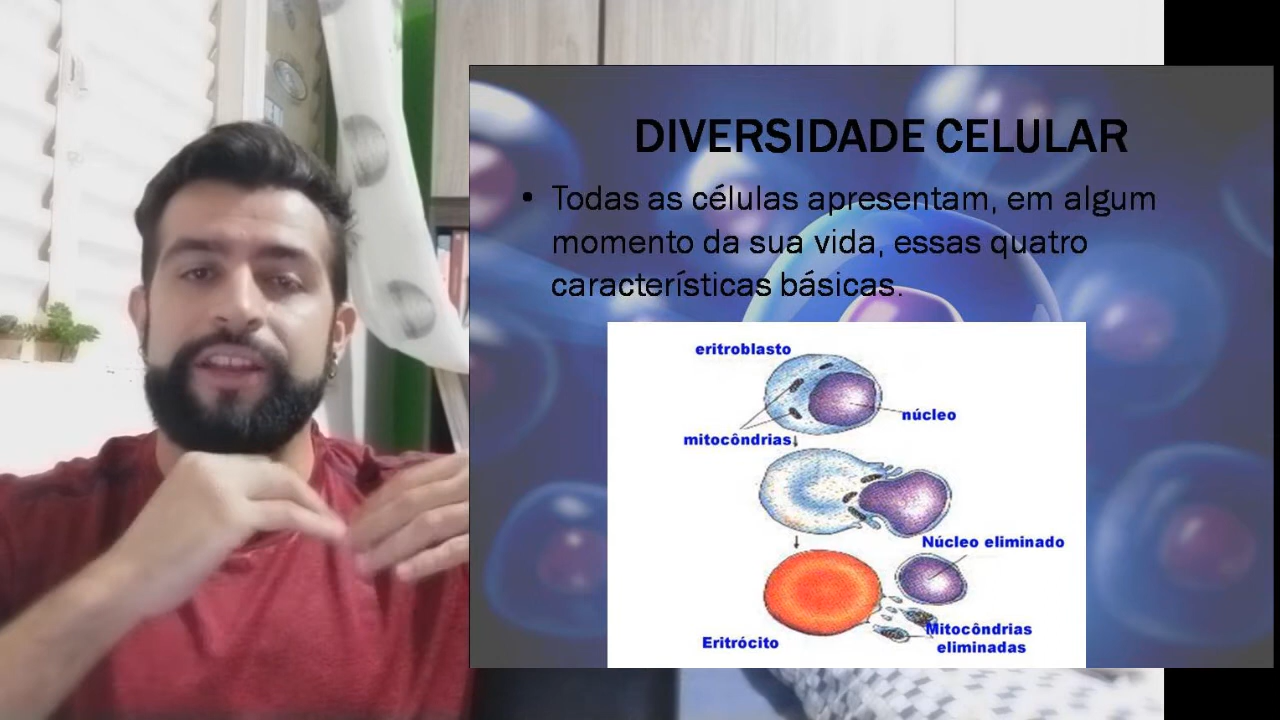 DIVERSIDADE CELULAR
• Todas as células apresentam, em algum
momento da sua vida, essas quatro
características básicas.
eritroblasto
núcleo
mitocôndrias
Núcleo eliminado
Mitocôndrias
eliminadas
Eritrócito